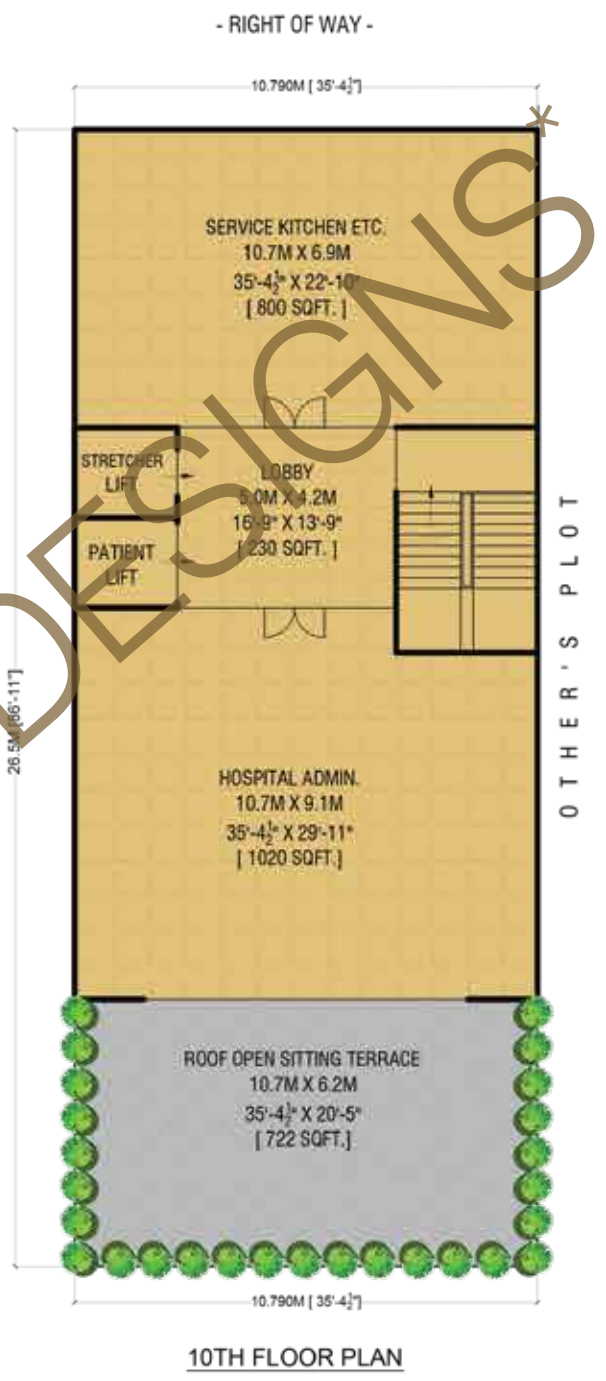 - RIGHT OF WAY -
10.790M [ 35'-4½"]
SERVICE KITCHEN ETC.
10.7M X 6.9M
35'-4½" X 22'-10"
[ 800 SQFT. ]
STRETCHER
LIFT
LOBBY
5.0M X 4.2M
16'-9" X 13'-9"
[ 230 SQFT. ]
PATIENT
LIFT
OTHER'S PLOT
26.5M [86'-11"]
DESIGNS*
HOSPITAL ADMIN.
10.7M X 9.1M
35'-4½" X 29'-11"
[ 1020 SQFT.]
ROOF OPEN SITTING TERRACE
10.7M X 6.2M
35'-4½" X 20'-5"
[ 722 SQFT.]
10.790M [ 35'-4½"]
10TH FLOOR PLAN